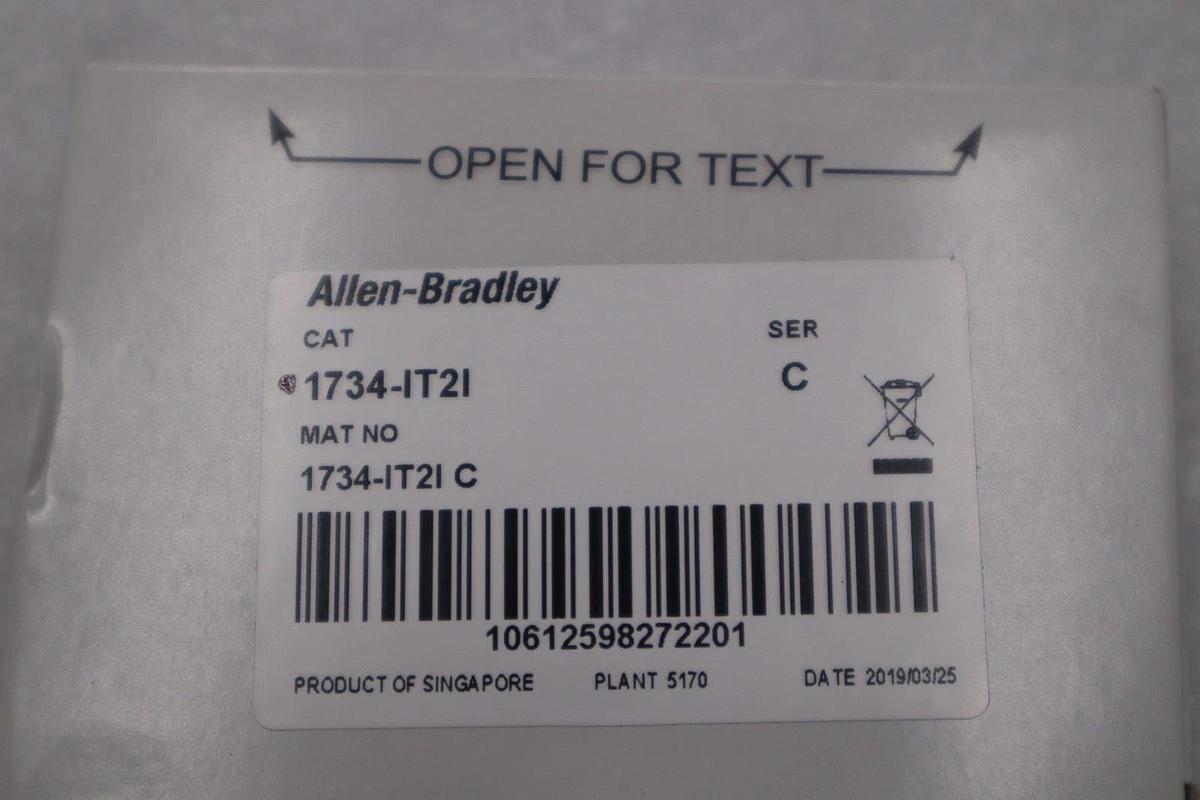 OPEN FOR TEXT
Allen-Bradley
CAT
SER
1734-IT2I
C
MAT NO
1734-IT2I C
10612598272201
PRODUCT OF SINGAPORE PLANT 5170 DATE 2019/03/25